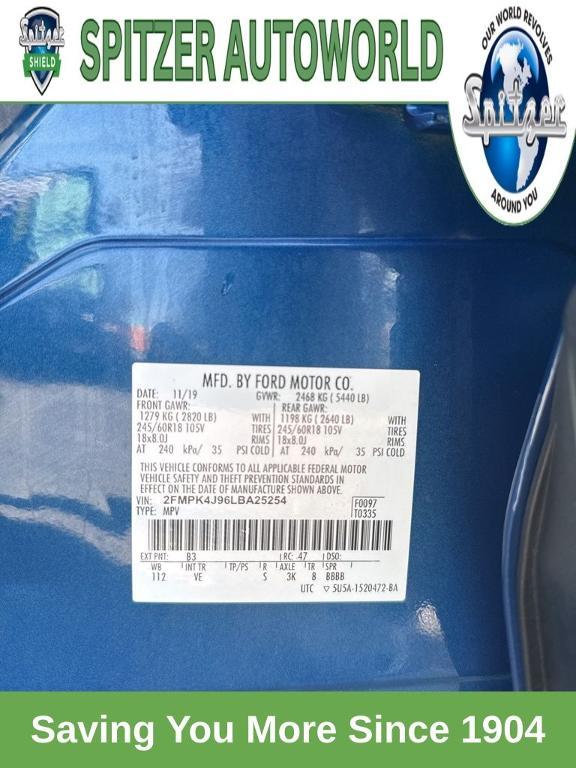 Spitzer
SHIELD
SPITZER AUTOWORLD
OUR WORLD REVOLVES
Spitzer
AROUND YOU
MFD. BY FORD MOTOR CO.
DATE: 11/19 GVWR: 2468 KG ( 5440 LB)
FRONT GAWR: REAR GAWR:
1279 KG ( 2820 LB) WITH 1198 KG ( 2640 LB) WITH
245/60R18 105V TIRES 245/60R18 105V TIRES
18x8.0J RIMS 18x8.0J RIMS
AT 240 kPa/ 35 PSI COLD AT 240 kPa/ 35 PSI COLD
THIS VEHICLE CONFORMS TO ALL APPLICABLE FEDERAL MOTOR
VEHICLE SAFETY AND THEFT PREVENTION STANDARDS IN
EFFECT ON THE DATE OF MANUFACTURE SHOWN ABOVE.
VIN: 2FMPK4J96LBA25254 F0097
TYPE: MPV T0335
EXT PNT: B3 RC: 47 DSO:
WB INT TR TP/PS R AXLE TR SPR
112 VE S 3K 8 BBBB
UTC ▽ 5U5A-1520472-BA
Saving You More Since 1904